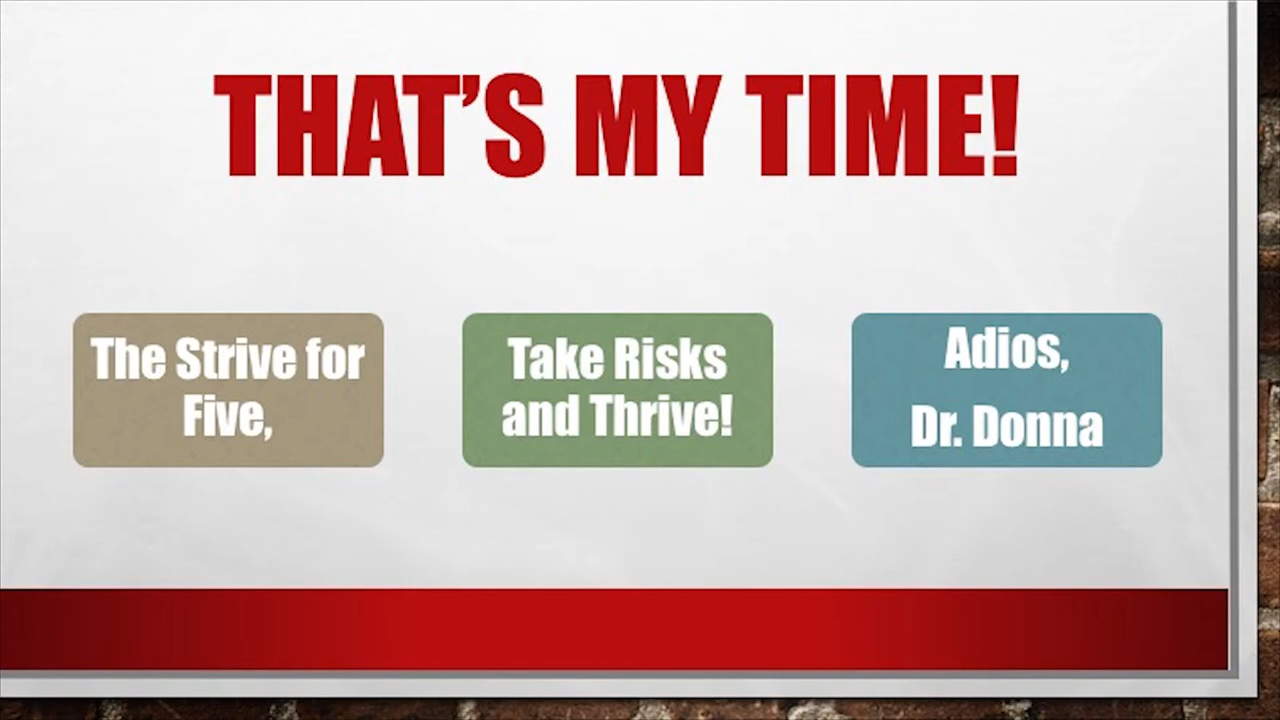 THAT'S MY TIME!
The Strive for
Five,
Take Risks
and Thrive!
Adios,
Dr. Donna